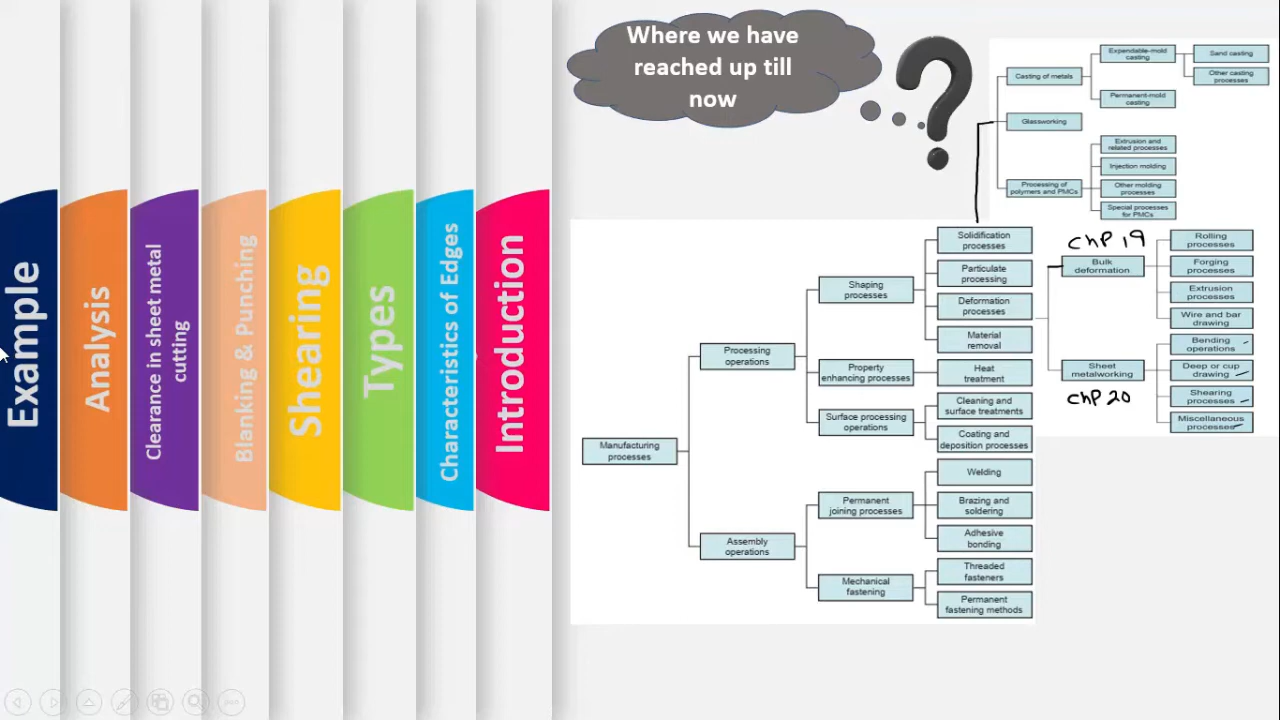 Example
Analysis
Clearance in sheet metal
cutting
Blanking & Punching
Shearing
Types
Characteristics of Edges
Introduction
Where we have
reached up till
now
Casting of metals
Expendable-mold
casting
Sand casting
Other casting
processes
Permanent-mold
casting
Glassworking
Processing of
polymers and PMCs
Extrusion and
related processes
Injection molding
Other molding
processes
Special processes
for PMCs
Manufacturing
processes
Processing
operations
Shaping
processes
Solidification
processes
Particulate
processing
Deformation
processes
Material
removal
Property
enhancing processes
Heat
treatment
Surface processing
operations
Cleaning and
surface treatments
Coating and
deposition processes
Assembly
operations
Permanent
joining processes
Welding
Brazing and
soldering
Adhesive
bonding
Mechanical
fastening
Threaded
fasteners
Permanent
fastening methods
chp 19
Bulk
deformation
Rolling
processes
Forging
processes
Extrusion
processes
Wire and bar
drawing
Sheet
metalworking
chp 20
Bending
operations
Deep or cup
drawing
Shearing
processes
Miscellaneous
processes